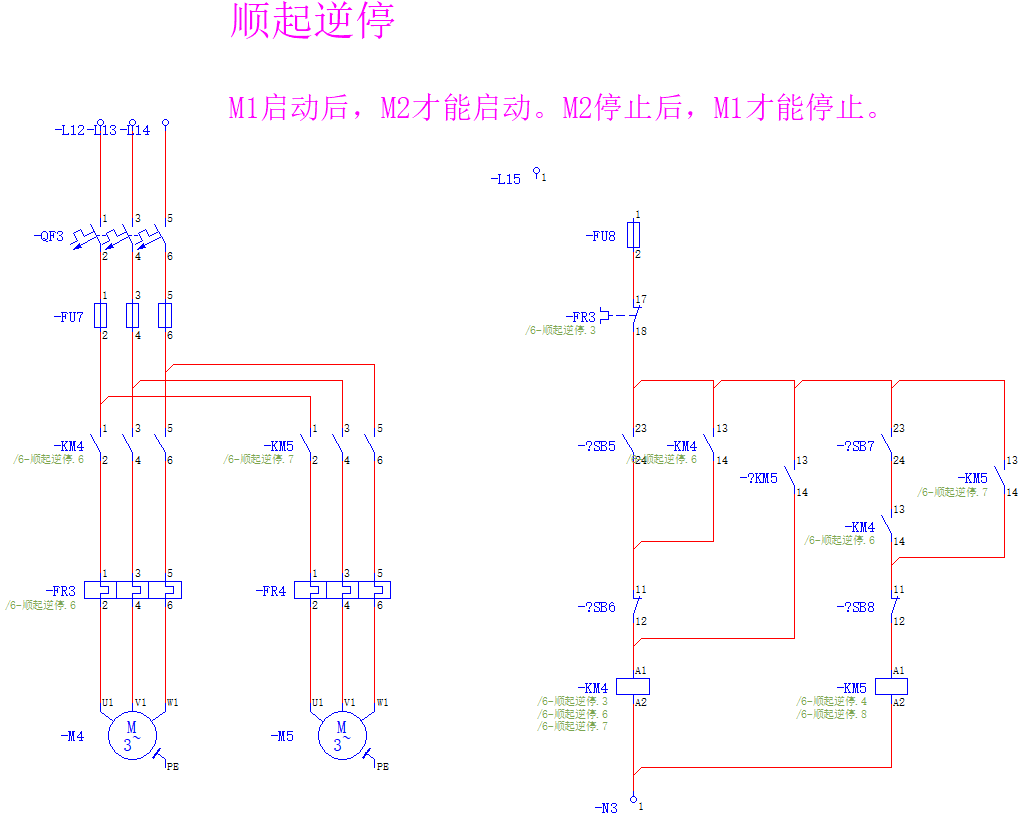 顺起逆停
M1启动后，M2才能启动。M2停止后，M1才能停止。
-L12 -L13 -L14
-L15 1
1 3 5
-QF3
2 4 6
1 3 5
-FU7
2 4 6
1 3 5
-KM4
/6-顺起逆停.6
2 4 6
1 3 5
-KM5
/6-顺起逆停.7
2 4 6
1 3 5
-FR3
/6-顺起逆停.6
2 4 6
1 3 5
-FR4
2 4 6
U1 V1 W1
-M4
M
3~
PE
U1 V1 W1
-M5
M
3~
PE
1
-FU8
2
17
-FR3
/6-顺起逆停.3
18
23
-?SB5
24
13
-KM4
/6-顺起逆停.6
14
13
-?KM5
14
23
-?SB7
24
13
-KM5
/6-顺起逆停.7
14
13
-KM4
/6-顺起逆停.6
14
11
-?SB6
12
11
-?SB8
12
A1
-KM4
A2
/6-顺起逆停.3
/6-顺起逆停.6
/6-顺起逆停.7
A1
-KM5
A2
/6-顺起逆停.4
/6-顺起逆停.8
-N3 1